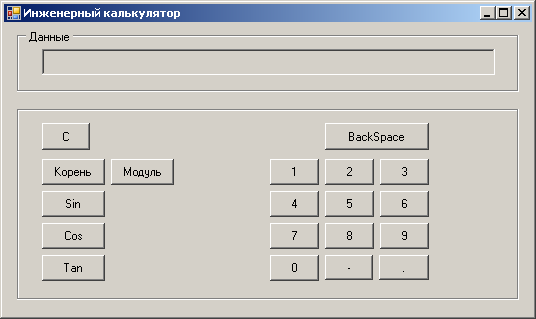 Инженерный калькулятор
Данные
C BackSpace
Корень Модуль 1 2 3
Sin 4 5 6
Cos 7 8 9
Tan 0 - .